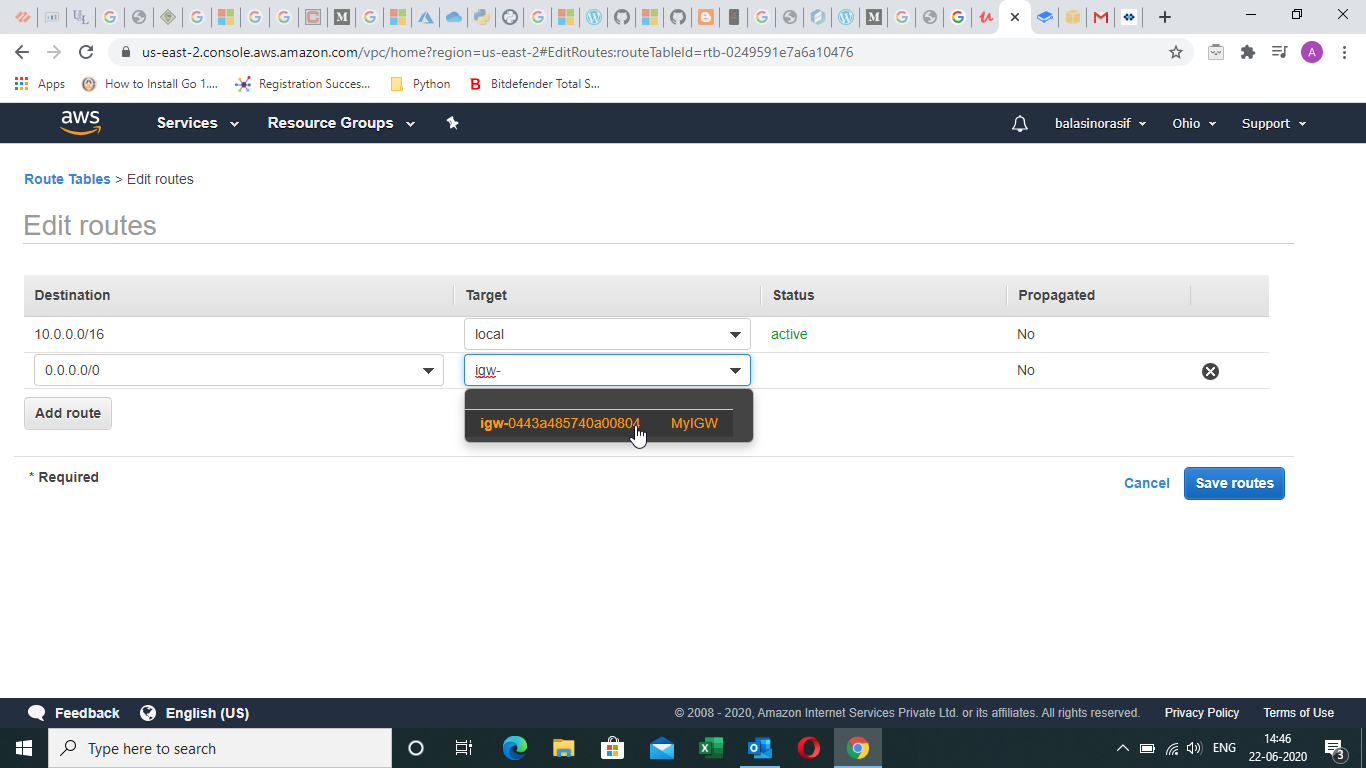 us-east-2.console.aws.amazon.com/vpc/home?region=us-east-2#EditRoutes:routeTableId=rtb-0249591e7a6a10476
A
Apps
How to Install Go 1....
Registration Succes...
Python
B Bitdefender Total S...
aws
Services
Resource Groups
balasinorasif
Ohio
Support
Route Tables > Edit routes
Edit routes
Destination Target Status Propagated
10.0.0.0/16 local active No
0.0.0.0/0 igw- No
igw-0443a485740a00804 MyIGW
Add route
* Required
Cancel
Save routes
Feedback
English (US)
© 2008 - 2020, Amazon Internet Services Private Ltd. or its affiliates. All rights reserved.
Privacy Policy
Terms of Use
Type here to search
ENG
14:46
22-06-2020
3